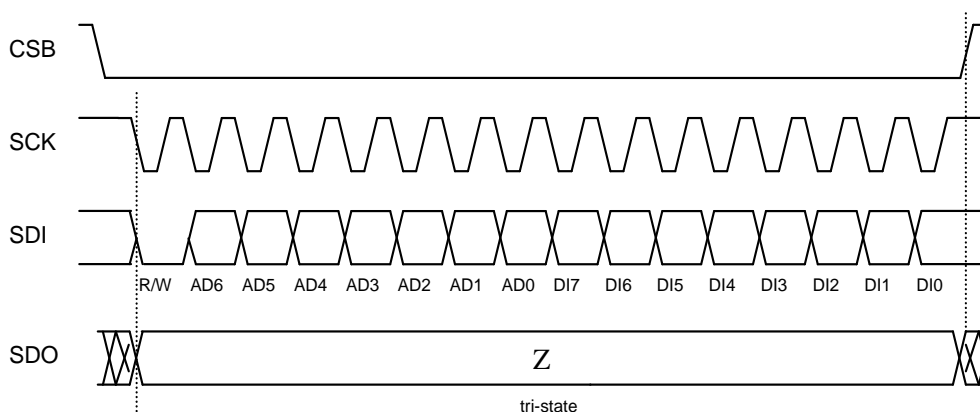 CSB
SCK
SDI
R/W AD6 AD5 AD4 AD3 AD2 AD1 AD0 DI7 DI6 DI5 DI4 DI3 DI2 DI1 DI0
SDO Z
tri-state